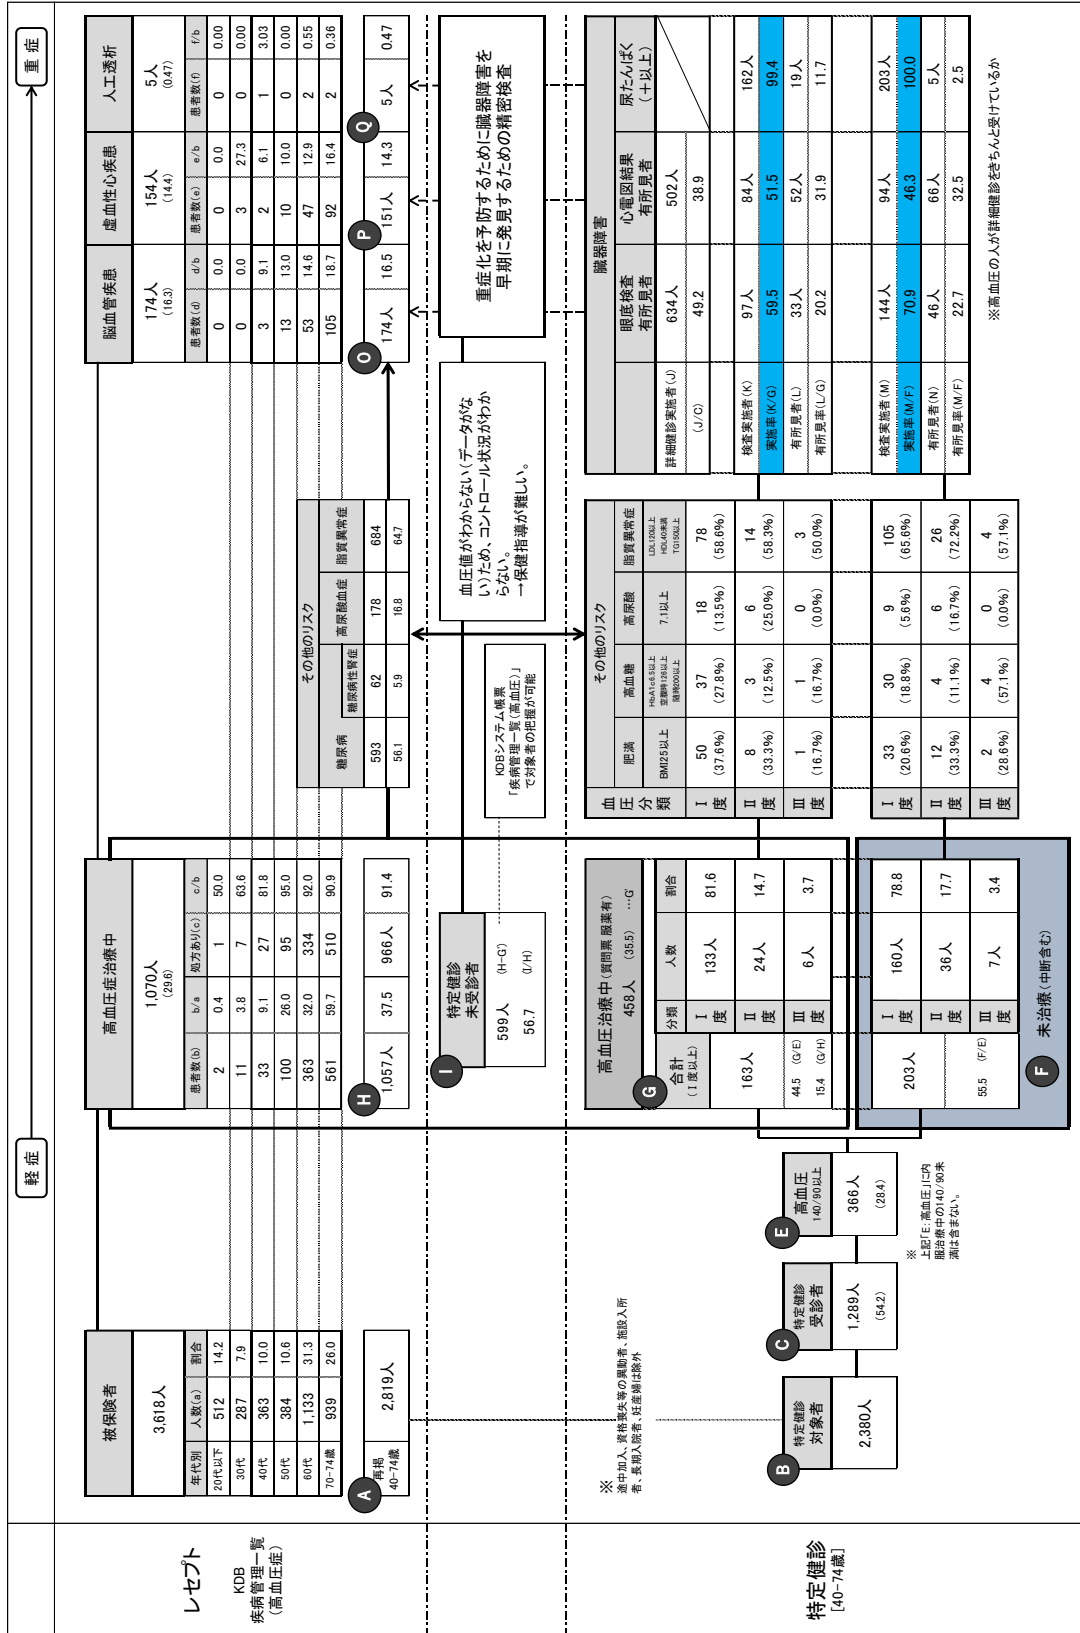 軽症
重症
レセプト
KDB
疾病管理一覧
(高血圧症)
被保険者
3,618人
年代別 人数(a) 割合
20代以下 512 14.2
30代 287 7.9
40代 363 10.0
50代 384 10.6
60代 1,133 31.3
70-74歳 939 26.0
A 再掲
40-74歳
2,819人
高血圧症治療中
1,070人
(29.6)
患者数(b) b/a 処方あり(c) c/b
2 0.4 1 50.0
11 3.8 7 63.6
33 9.1 27 81.8
100 26.0 95 95.0
363 32.0 334 92.0
561 59.7 510 90.9
H 1,057人 37.5 966人 91.4
その他のリスク
糖尿病 糖尿病性腎症 高尿酸血症 脂質異常症
593 62 178 684
56.1 5.9 16.8 64.7
脳血管疾患 虚血性心疾患 人工透析
174人 154人 5人
(16.3) (14.4) (0.47)
患者数(d) d/b 患者数(e) e/b 患者数(f) f/b
0 0.0 0 0.0 0 0.00
0 0.0 3 27.3 0 0.00
3 9.1 2 6.1 1 3.03
13 13.0 10 10.0 0 0.00
53 14.6 47 12.9 2 0.55
105 18.7 92 16.4 2 0.36
O 174人 16.5 P 151人 14.3 Q 5人 0.47
I 特定健診
未受診者
599人 (H-G')
56.7 (I/H)
KDBシステム帳票
「疾病管理一覧(高血圧)」
で対象者の把握が可能
血圧値がわからない(データがな
い)ため、コントロール状況がわか
らない。
→保健指導が難しい。
重症化を予防するために臓器障害を
早期に発見するための精密検査
特定健診
[40-74歳]
※
途中加入、資格喪失等の異動者、施設入所
者、長期入院者、妊産婦は除外
B 特定健診
対象者
2,380人
C 特定健診
受診者
1,289人
(54.2)
E 高血圧
140/90以上
366人
(28.4)
※
上記「E:高血圧」に内
服治療中の140/90未
満は含まない。
高血圧治療中(質問票 服薬有)
458人 (35.5) …G'
G 合計
(Ⅰ度以上)
分類 人数 割合
163人
44.5 (G/E)
15.4 (G/H)
Ⅰ度 133人 81.6
Ⅱ度 24人 14.7
Ⅲ度 6人 3.7
203人
55.5 (F/E)
Ⅰ度 160人 78.8
Ⅱ度 36人 17.7
Ⅲ度 7人 3.4
F 未治療(中断含む)
血圧分類
その他のリスク
肥満 高血糖 高尿酸 脂質異常症
BMI25以上
HbA1c6.5以上
空腹時126以上
随時200以上
7.1以上
LDL120以上
HDL40未満
TG150以上
Ⅰ度 50 37 18 78
(37.6%) (27.8%) (13.5%) (58.6%)
Ⅱ度 8 3 6 14
(33.3%) (12.5%) (25.0%) (58.3%)
Ⅲ度 1 1 0 3
(16.7%) (16.7%) (0.0%) (50.0%)
Ⅰ度 33 30 9 105
(20.6%) (18.8%) (5.6%) (65.6%)
Ⅱ度 12 4 6 26
(33.3%) (11.1%) (16.7%) (72.2%)
Ⅲ度 2 4 0 4
(28.6%) (57.1%) (0.0%) (57.1%)
臓器障害
眼底検査
有所見者
心電図結果
有所見者
尿たんぱく
(+以上)
詳細健診実施者(J) 634人 502人
(J/C) 49.2 38.9
検査実施者(K) 97人 84人 162人
実施率(K/G) 59.5 51.5 99.4
有所見者(L) 33人 52人 19人
有所見率(L/G) 20.2 31.9 11.7
検査実施者(M) 144人 94人 203人
実施率(M/F) 70.9 46.3 100.0
有所見者(N) 46人 66人 5人
有所見率(M/F) 22.7 32.5 2.5
※高血圧の人が詳細健診をきちんと受けているか